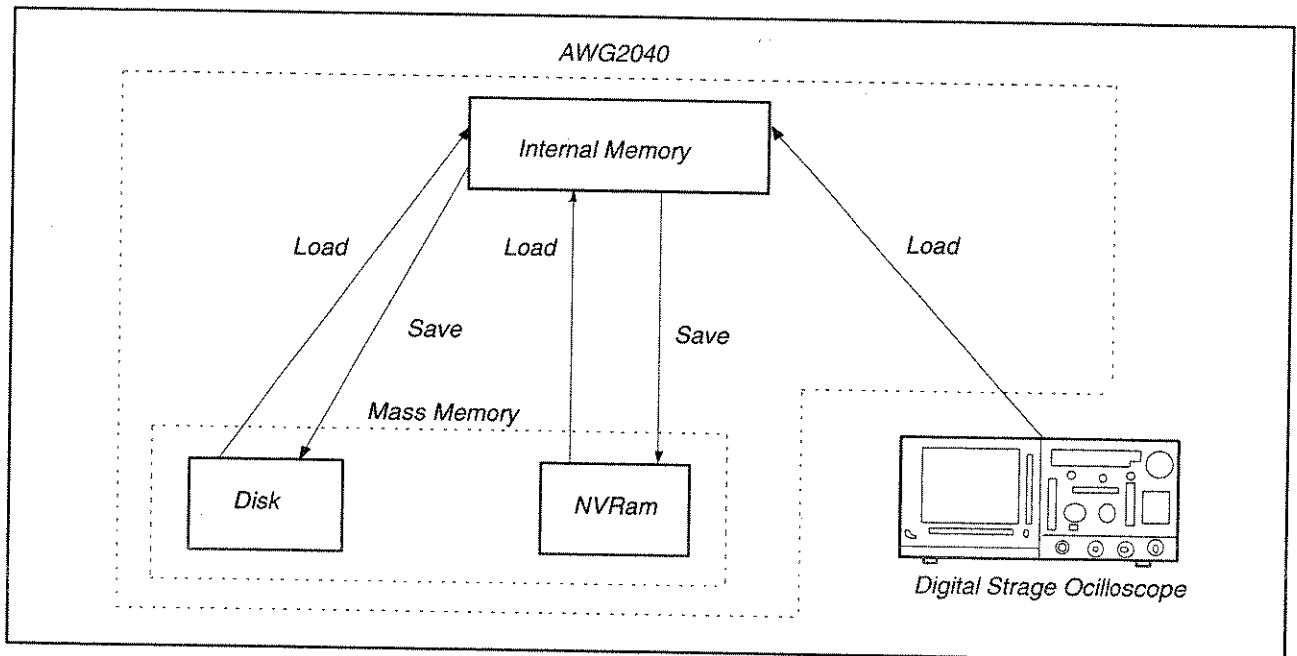 AWG2040
Internal Memory
Load
Load
Load
Save
Save
Mass Memory
Disk
NVRam
Digital Strage Ocilloscope